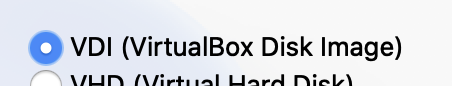 VDI (VirtualBox Disk Image)
VHD (Virtual Hard Disk)